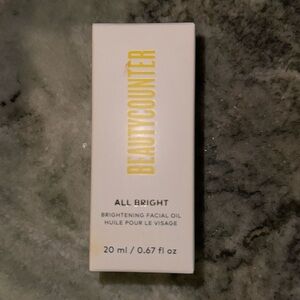 BEAUTYCOUNTER
ALL BRIGHT
BRIGHTENING FACIAL OIL
HUILE POUR LE VISAGE
20 ml / 0.67 fl oz